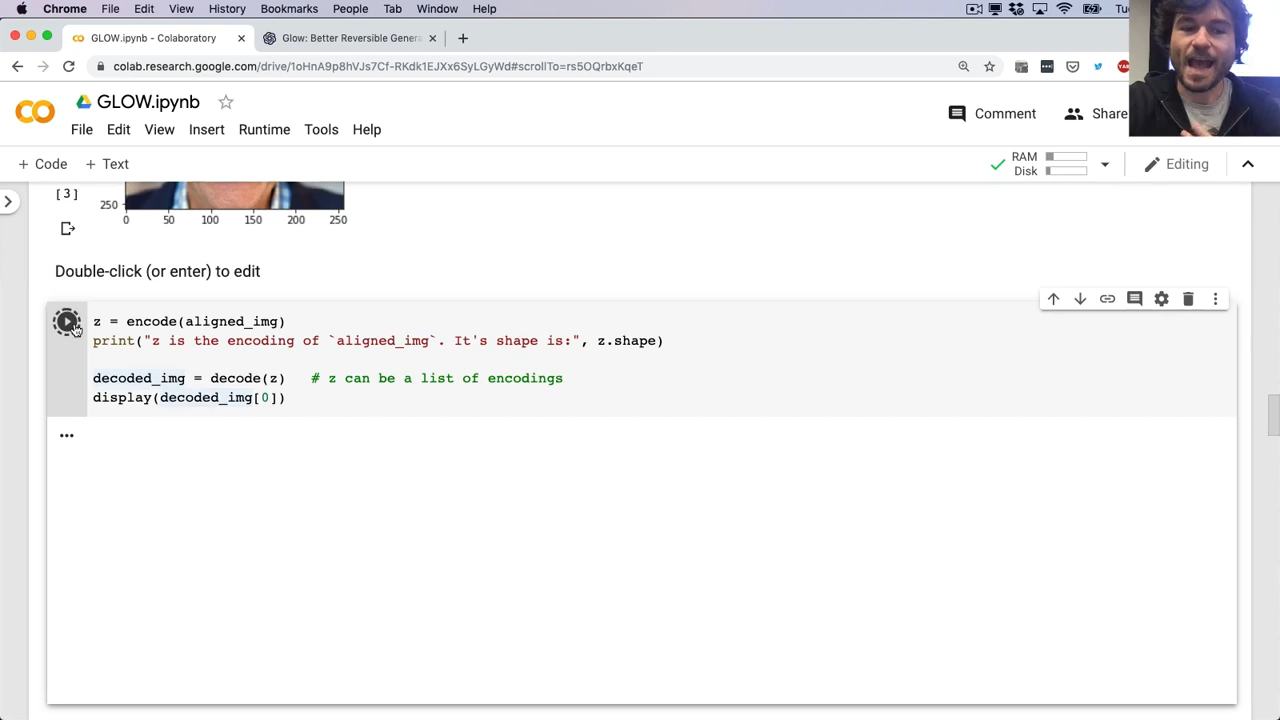 Chrome File Edit View History Bookmarks People Tab Window Help Tu
GLOW.ipynb - Colaboratory Glow: Better Reversible Genera
colab.research.google.com/drive/1oHnA9p8hVJs7Cf-RKdk1EJXx6SyLGyWd#scrollTo=rs5OQrbxKqeT
CO GLOW.ipynb
Comment Share
File Edit View Insert Runtime Tools Help
+ Code + Text RAM Disk Editing
[3]
250
0 50 100 150 200 250
Double-click (or enter) to edit
z = encode(aligned_img)
print("z is the encoding of `aligned_img`. It's shape is:", z.shape)
decoded_img = decode(z) # z can be a list of encodings
display(decoded_img[0])